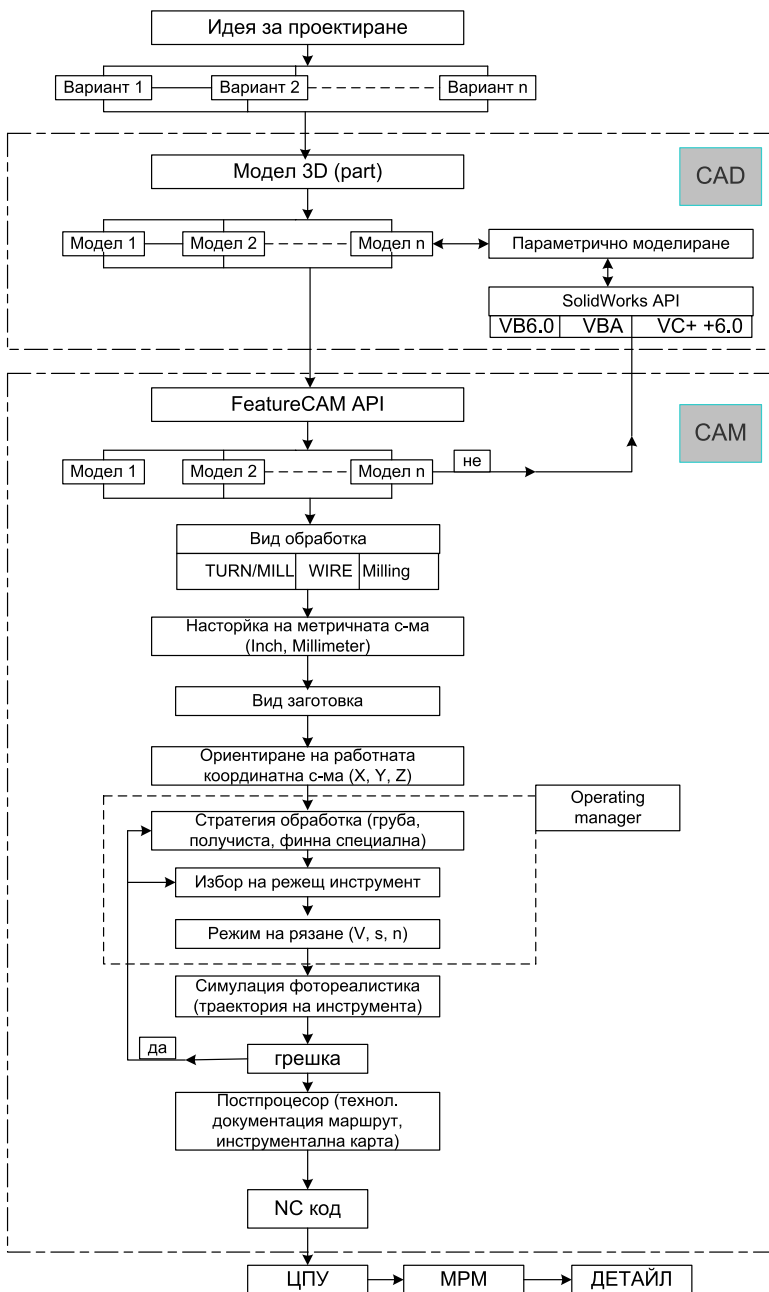 Идея за проектиране
Вариант 1
Вариант 2
Вариант n
Модел 3D (part)
CAD
Модел 1
Модел 2
Модел n
Параметрично моделиране
SolidWorks API
VB6.0
VBA
VC+ +6.0
FeatureCAM API
CAM
Модел 1
Модел 2
Модел n
не
Вид обработка
TURN/MILL
WIRE
Milling
Насторйка на метричната с-ма
(Inch, Millimeter)
Вид заготовка
Ориентиране на работната
координатна с-ма (X, Y, Z)
Operating
manager
Стратегия обработка (груба,
получиста, финна специална)
Избор на режещ инструмент
Режим на рязане (V, s, n)
Симулация фотореалистика
(траектория на инструмента)
да
грешка
Постпроцесор (технол.
документация маршрут,
инструментална карта)
NC код
ЦПУ
МРМ
ДЕТАЙЛ